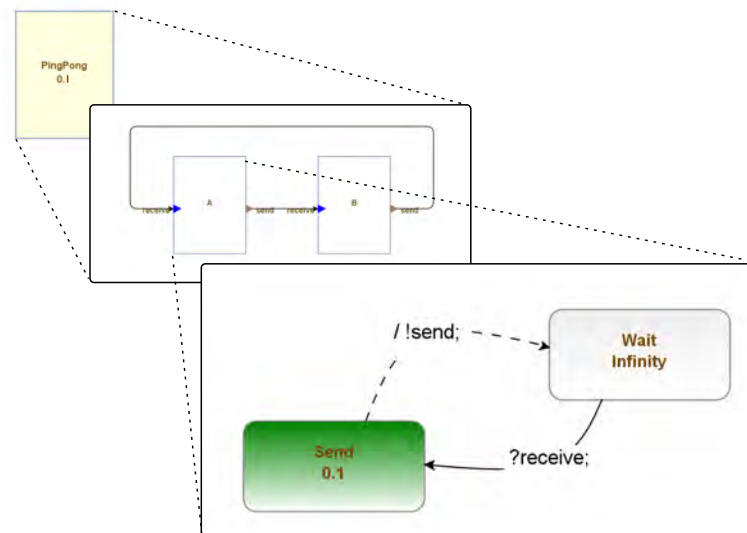 PingPong
0.1
receive
A
send
receive
B
send
/ !send;
Wait
Infinity
Send
0.1
?receive;